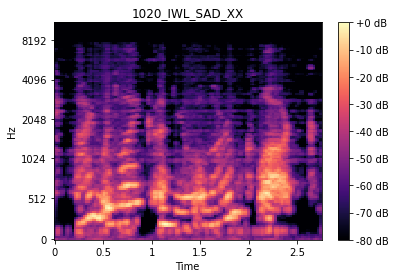 1020_IWL_SAD_XX
+0 dB
8192
-10 dB
4096
-20 dB
-30 dB
2048
-40 dB
Hz
1024
-50 dB
512
-60 dB
-70 dB
0
-80 dB
0 0.5 1 1.5 2 2.5
Time